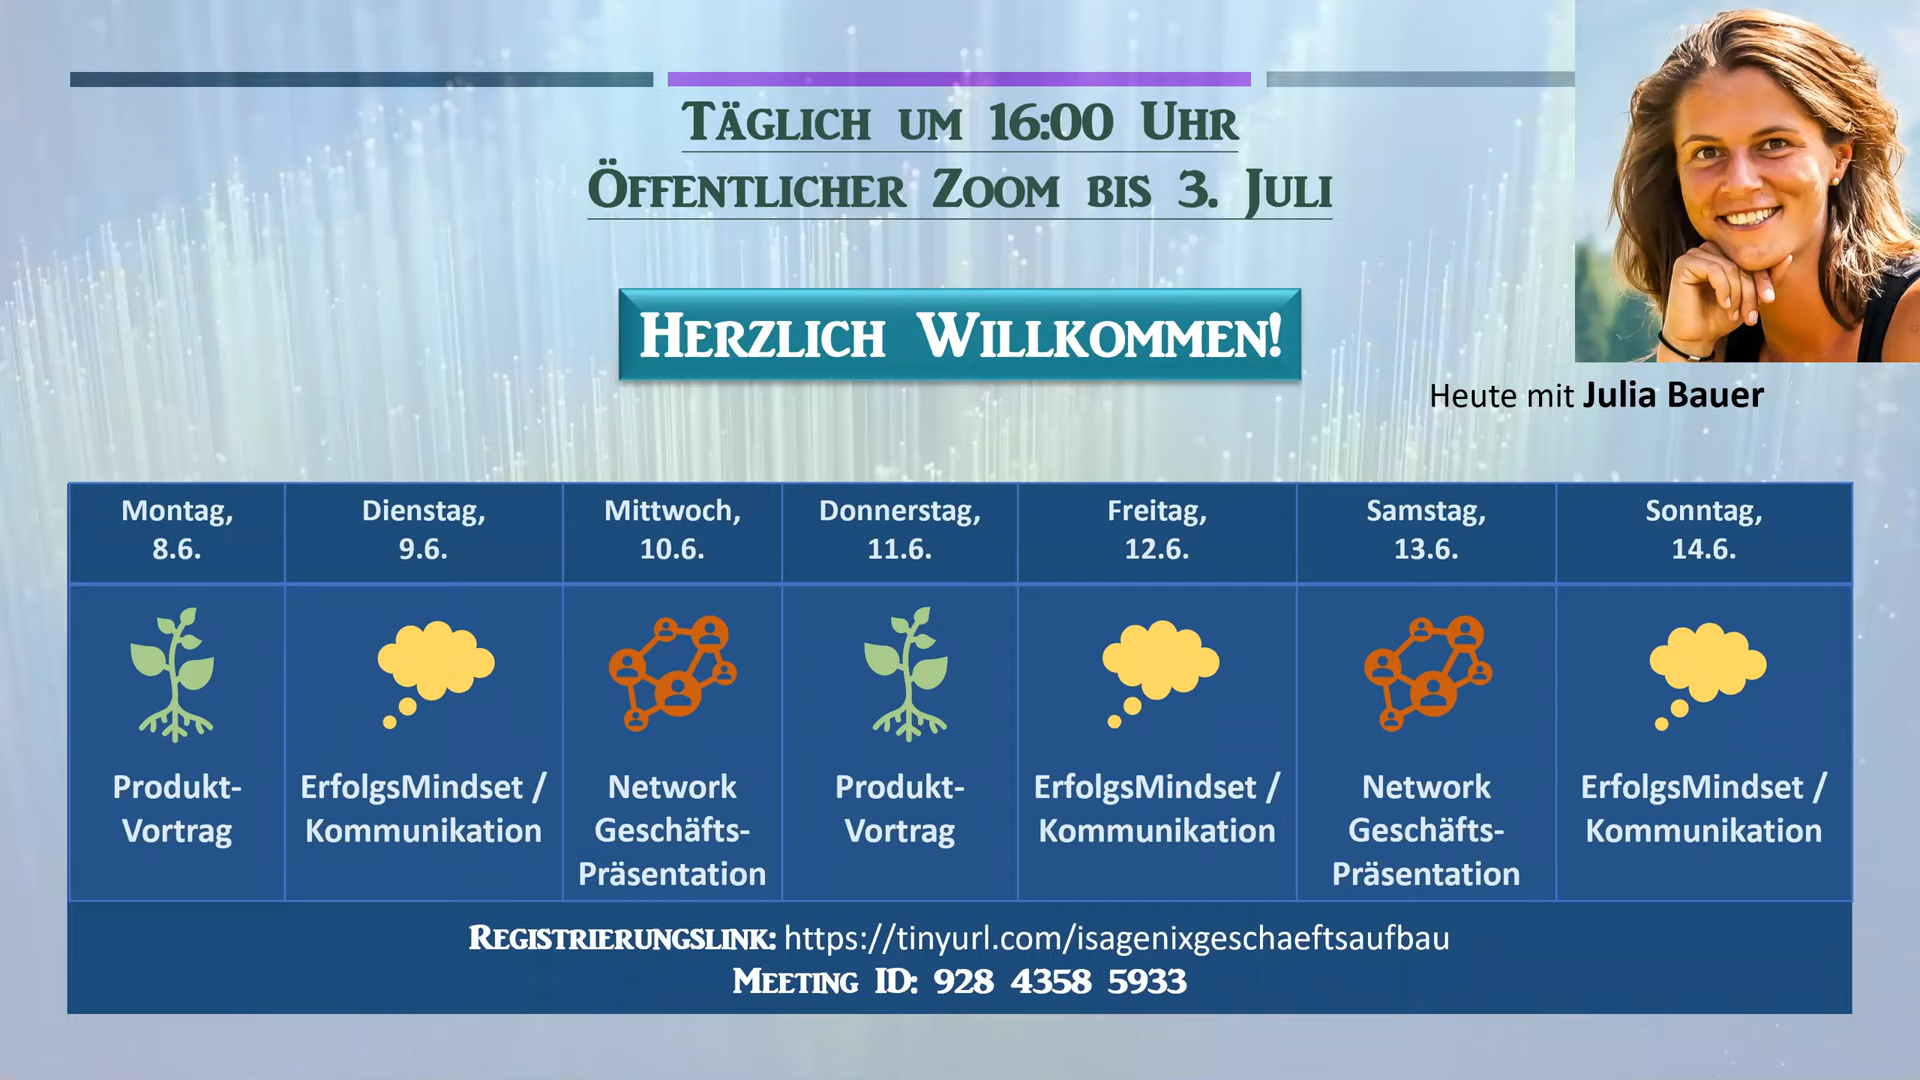 Täglich um 16:00 Uhr
Öffentlicher Zoom bis 3. Juli
Herzlich Willkommen!
Heute mit Julia Bauer
Montag,
8.6.
Dienstag,
9.6.
Mittwoch,
10.6.
Donnerstag,
11.6.
Freitag,
12.6.
Samstag,
13.6.
Sonntag,
14.6.
Produkt-
Vortrag
ErfolgsMindset /
Kommunikation
Network
Geschäfts-
Präsentation
Produkt-
Vortrag
ErfolgsMindset /
Kommunikation
Network
Geschäfts-
Präsentation
ErfolgsMindset /
Kommunikation
Registrierungslink: https://tinyurl.com/isagenixgeschaeftsaufbau
Meeting ID: 928 4358 5933